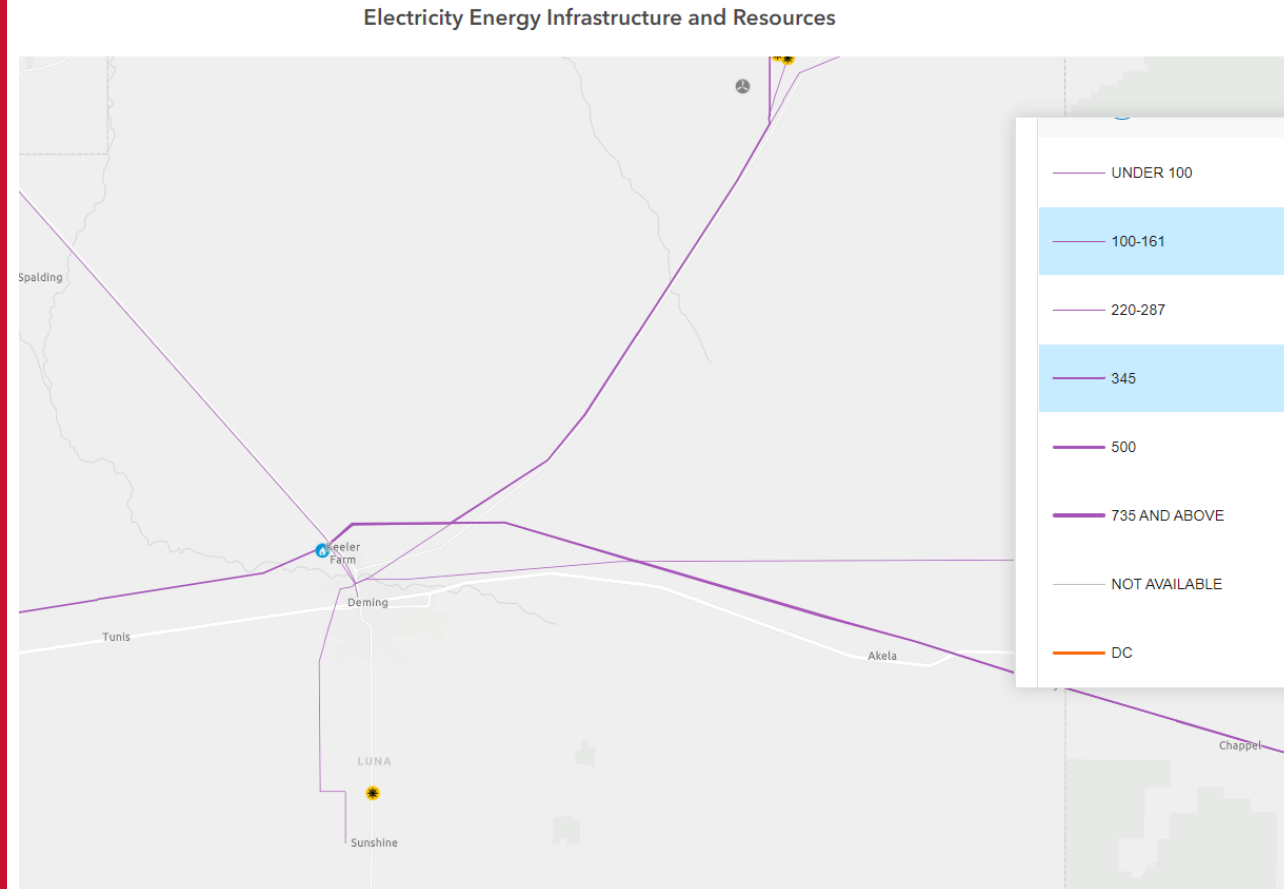 Electricity Energy Infrastructure and Resources
UNDER 100
100-161
Spalding
220-287
345
500
735 AND ABOVE
Keeler
Farm
NOT AVAILABLE
Deming
Tunis
Akela
DC
Chappel
LUNA
Sunshine